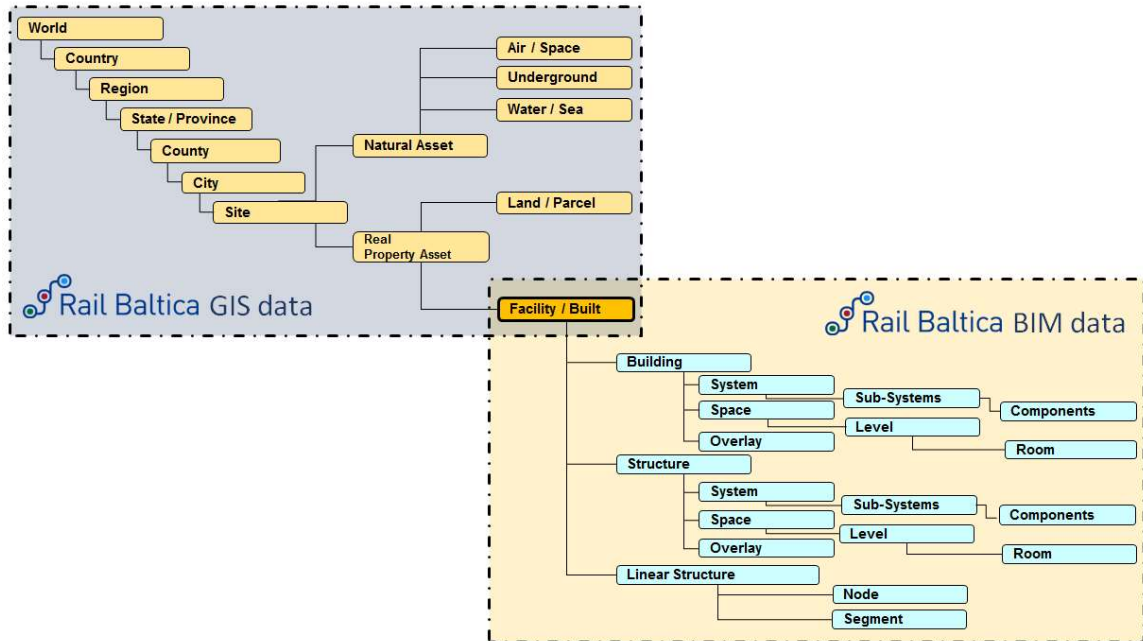 World
Country
Region
State / Province
County
City
Site
Natural Asset
Air / Space
Underground
Water / Sea
Real
Property Asset
Land / Parcel
Facility / Built
Rail Baltica GIS data
Rail Baltica BIM data
Building
System
Sub-Systems
Components
Space
Level
Room
Overlay
Structure
System
Sub-Systems
Components
Space
Level
Room
Overlay
Linear Structure
Node
Segment